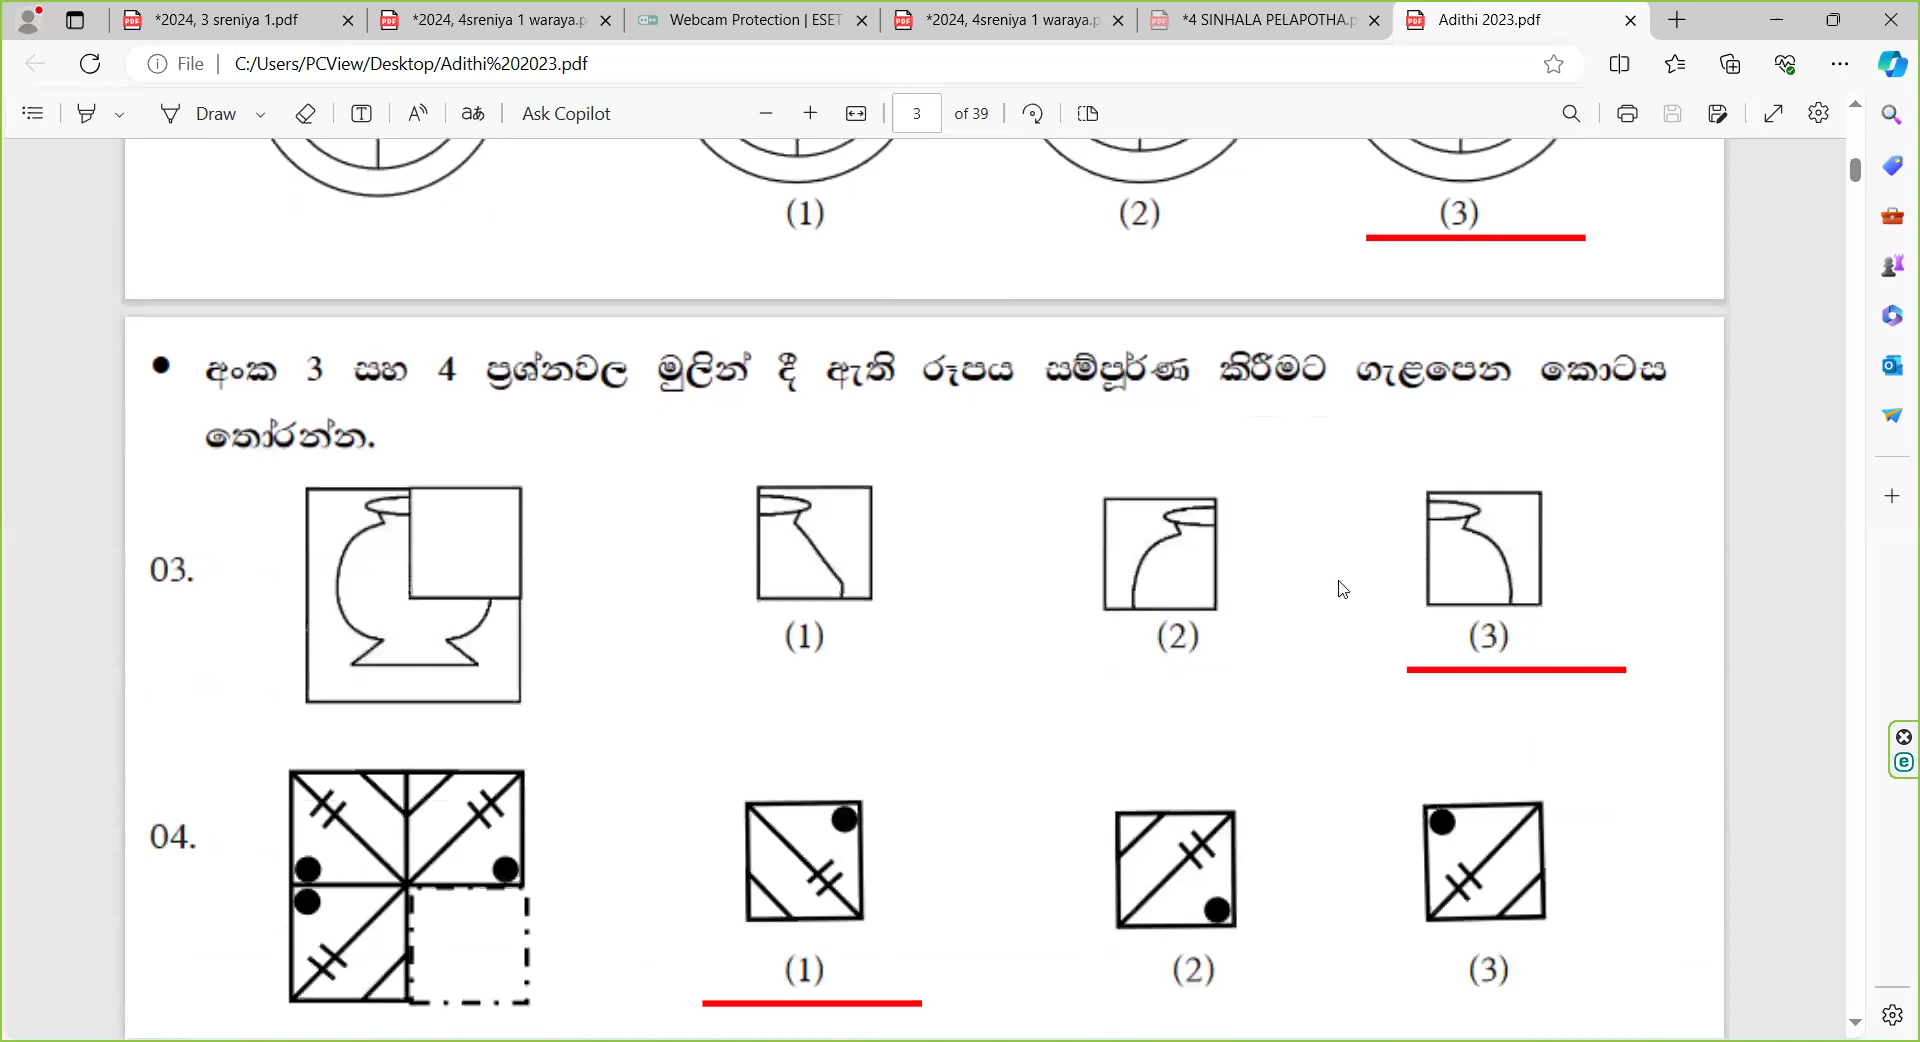 *2024, 3 sreniya 1.pdf
*2024, 4sreniya 1 waraya.p
Webcam Protection | ESET
*2024, 4sreniya 1 waraya.p
*4 SINHALA PELAPOTHA.p
Adithi 2023.pdf
File
C:/Users/PCView/Desktop/Adithi%202023.pdf
Draw
Ask Copilot
3
of 39
(1)
(2)
(3)
● අංක 3 සහ 4 ප්‍රශ්නවල මුලින් දී ඇති රූපය සම්පූර්ණ කිරීමට ගැළපෙන කොටස
තෝරන්න.
03.
(1)
(2)
(3)
04.
(1)
(2)
(3)